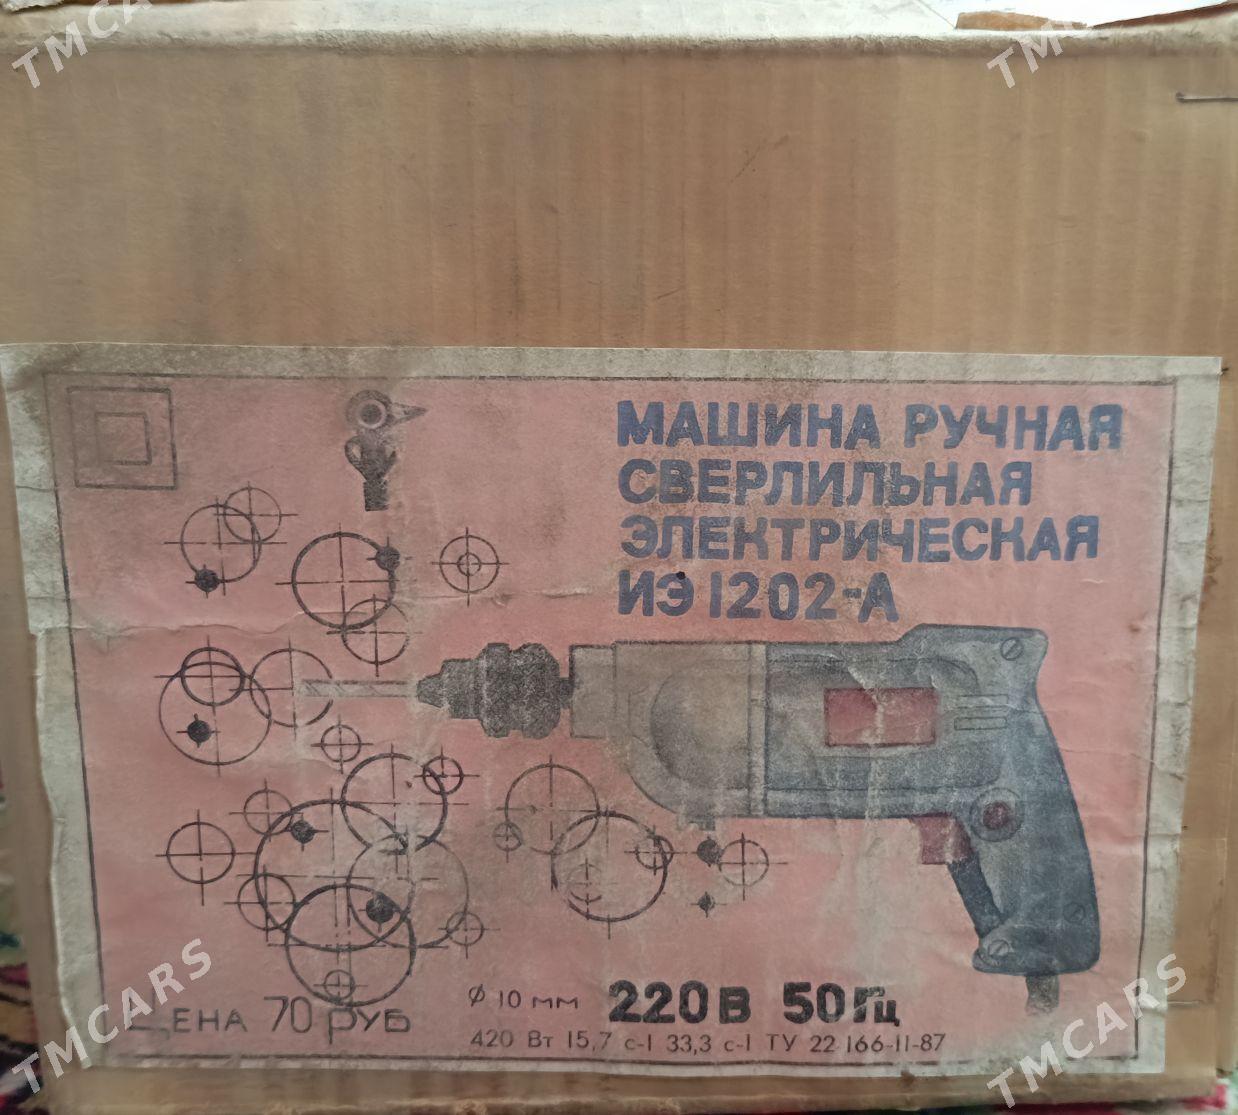 TMCARS
TMCARS
МАШИНА РУЧНАЯ
СВЕРЛИЛЬНАЯ
ЭЛЕКТРИЧЕСКАЯ
ИЭ 1202-А
ЦЕНА 70 РУБ
Ø 10 мм 220 В 50 Гц
420 Вт 15,7 с-1 33,3 с-1 ТУ 22-166-11-87
TMCARS
TMCARS